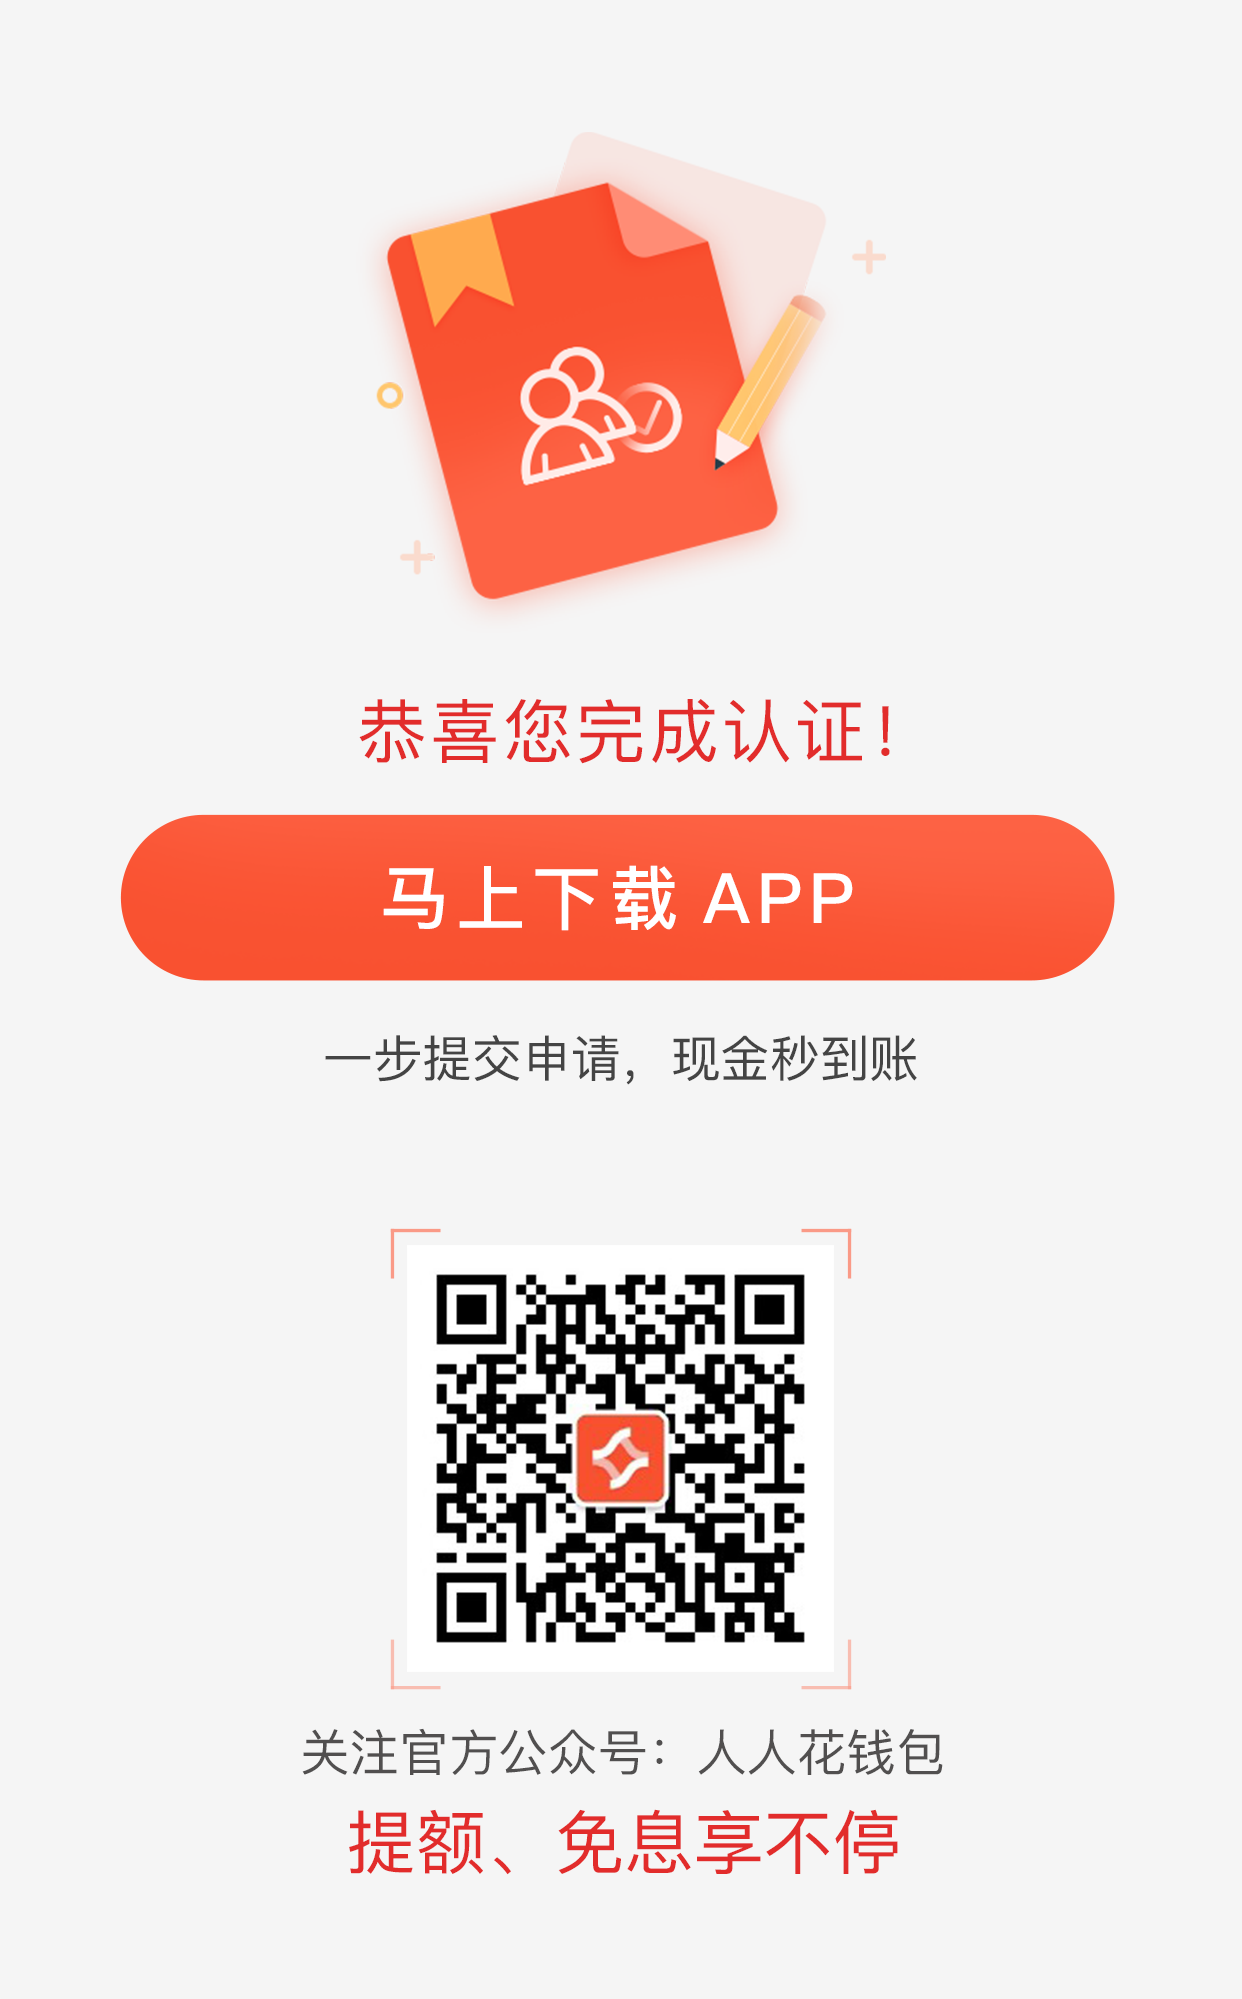 恭喜您完成认证！
马上下载 APP
一步提交申请，现金秒到账
关注官方公众号：人人花钱包
提额、免息享不停